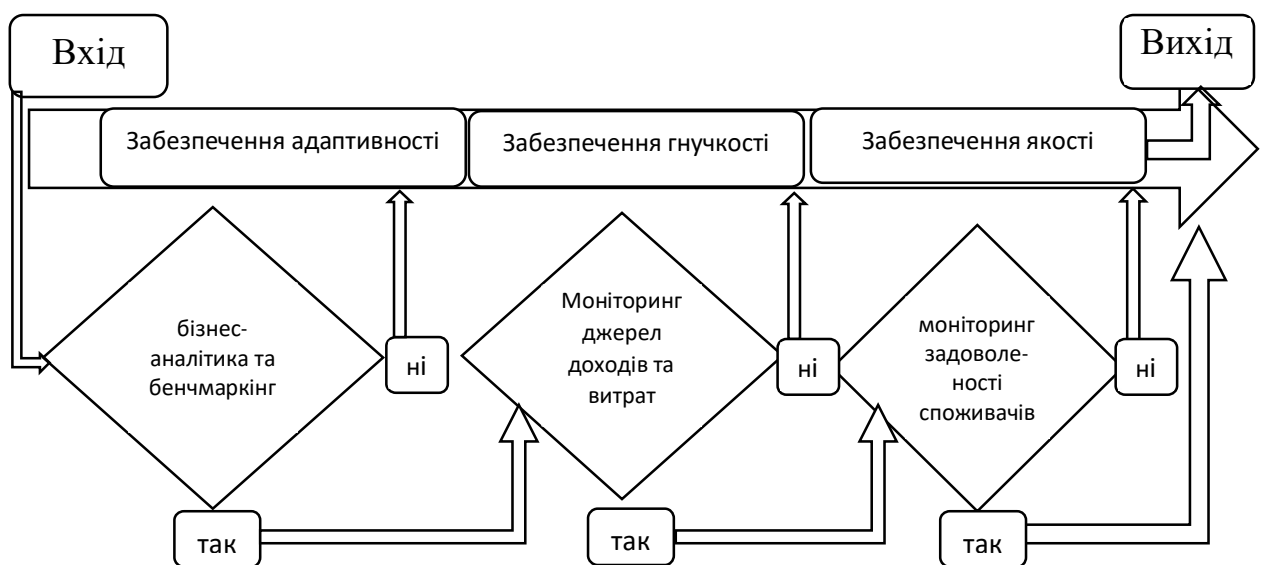 Вхід
Вихід
Забезпечення адаптивності
Забезпечення гнучкості
Забезпечення якості
бізнес-
аналітика та
бенчмаркінг
ні
Моніторинг
джерел
доходів та
витрат
ні
моніторинг
задоволе-
ності
споживачів
ні
так
так
так